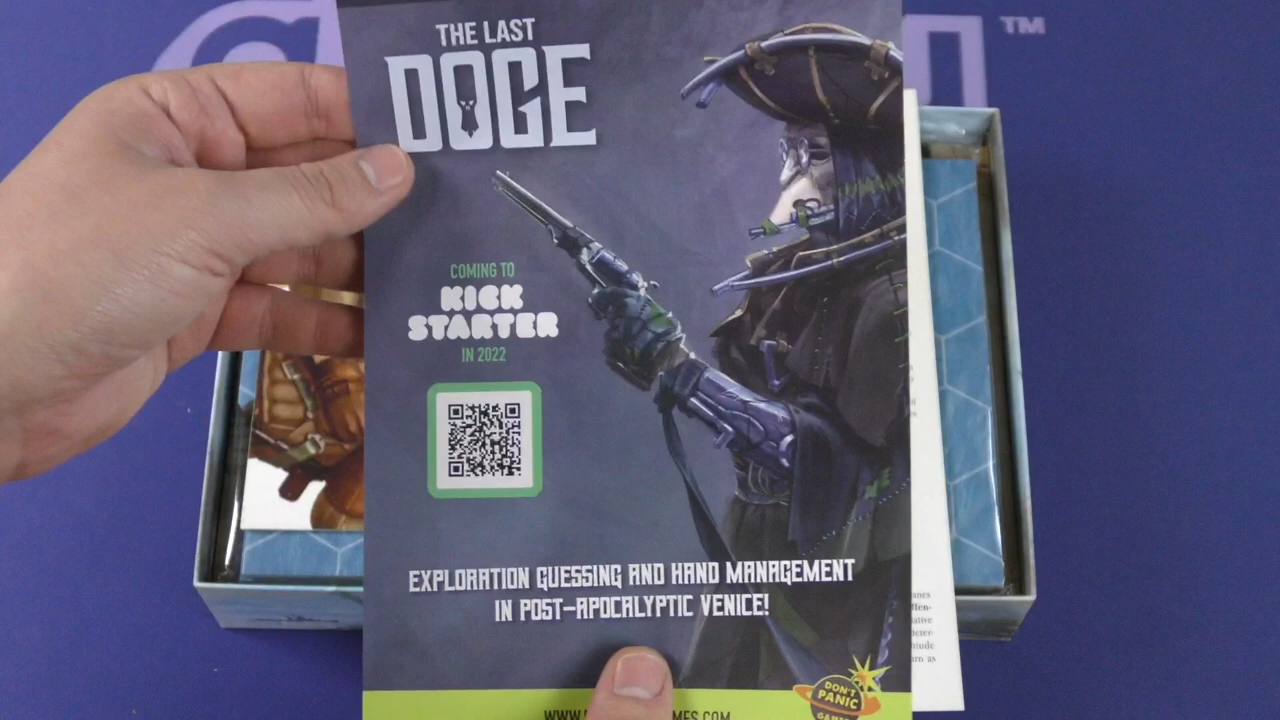 THE LAST
DOGE
COMING TO
KICK
STARTER
IN 2022
EXPLORATION GUESSING AND HAND MANAGEMENT
IN POST-APOCALYPTIC VENICE!
DON'T
PANIC
TM